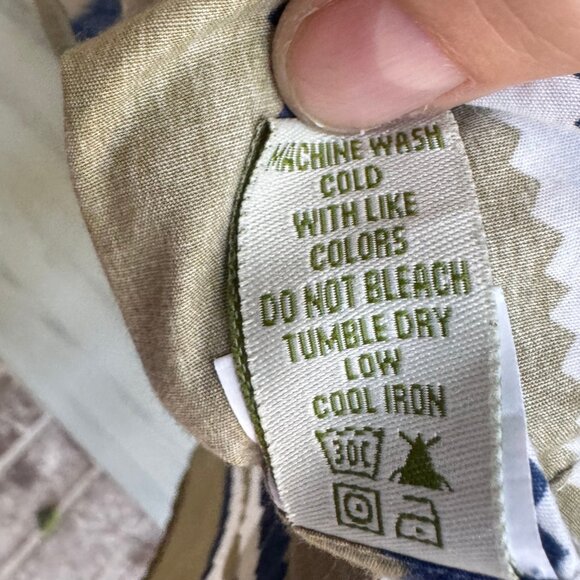 MACHINE WASH
COLD
WITH LIKE
COLORS
DO NOT BLEACH
TUMBLE DRY
LOW
COOL IRON
30C